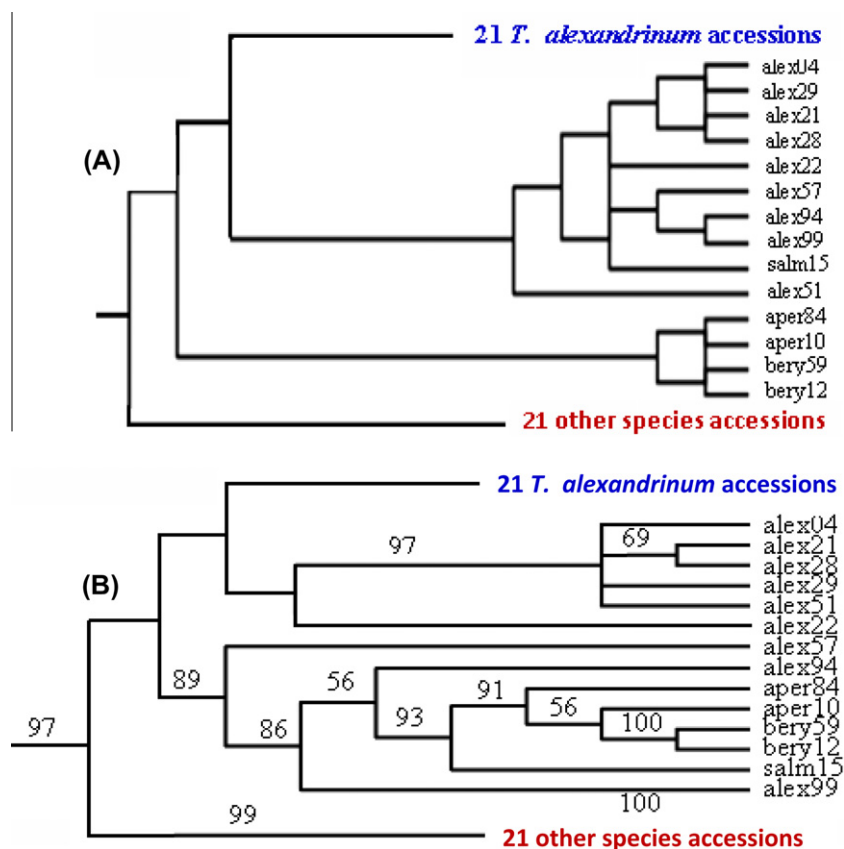 21 T. alexandrinum accessions
alex04
alex29
alex21
alex28
(A)
alex22
alex57
alex94
alex99
salm15
alex51
aper84
aper10
bery59
bery12
21 other species accessions
21 T. alexandrinum accessions
alex04
97
69
alex21
alex28
(B)
alex29
alex51
alex22
alex57
89
56
alex94
91
aper84
93
56
aper10
86
100
bery59
97
bery12
salm15
alex99
99
100
21 other species accessions